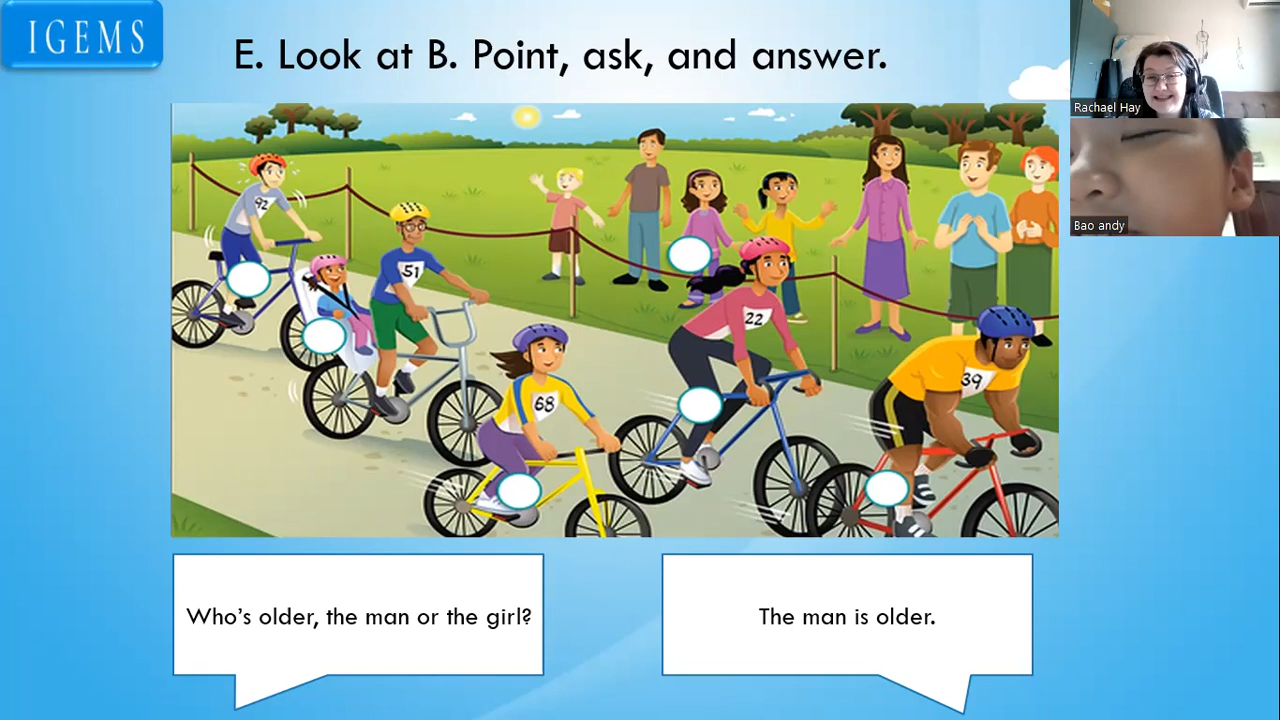 IGEMS
E. Look at B. Point, ask, and answer.
Rachael Hay
Bao andy
92
51
68
22
39
Who's older, the man or the girl?
The man is older.